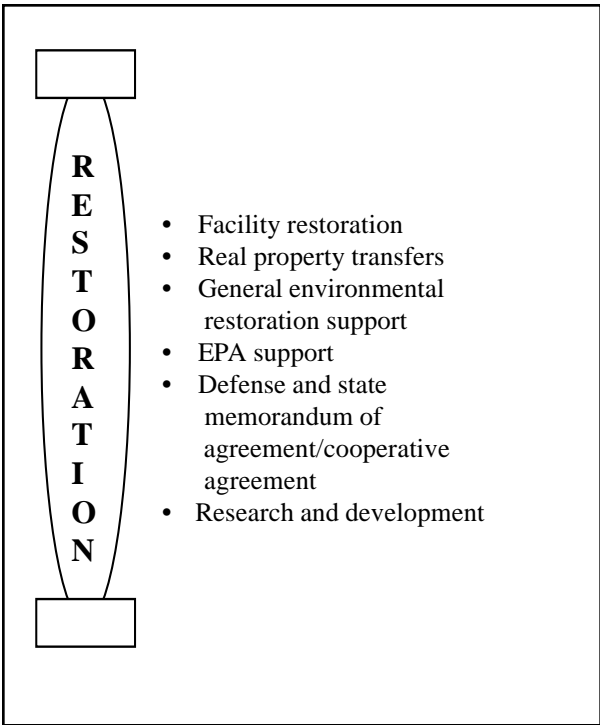 RESTORATION
• Facility restoration
• Real property transfers
• General environmental
restoration support
• EPA support
• Defense and state
memorandum of
agreement/cooperative
agreement
• Research and development